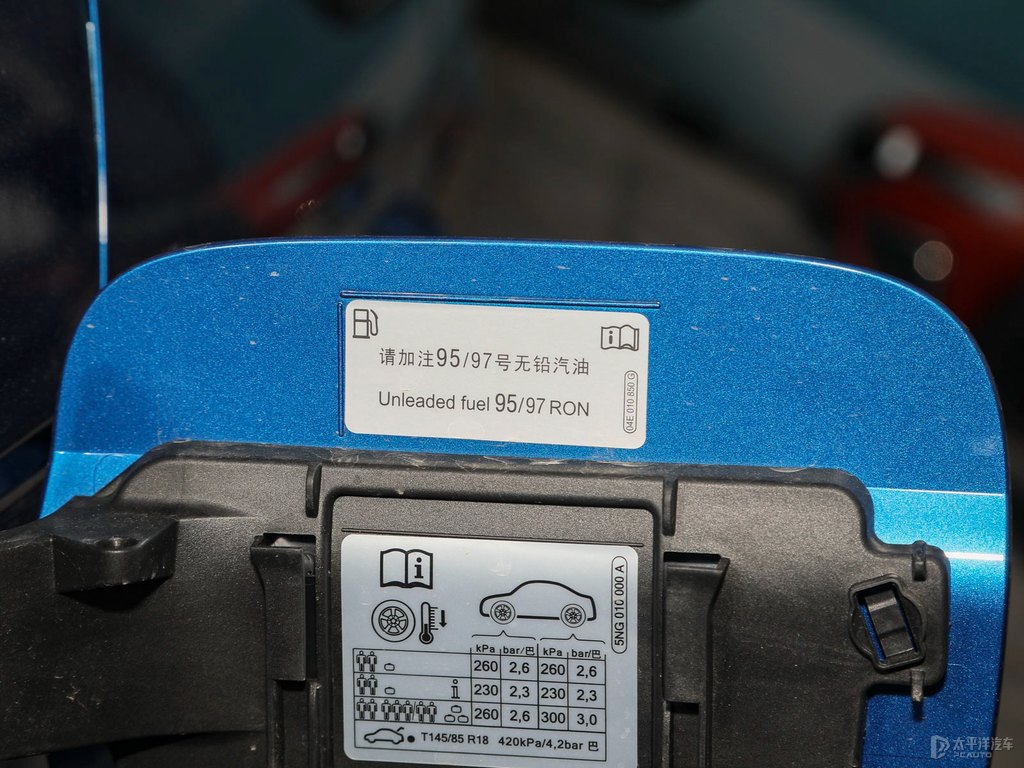 请加注95/97号无铅汽油
Unleaded fuel 95/97 RON
04E 010 850 G
5NG 010 000 A
kPa bar/巴 kPa bar/巴
260 2,6 260 2,6
230 2,3 230 2,3
260 2,6 300 3,0
T145/85 R18 420kPa/4,2bar 巴
太平洋汽车
PCAUTO